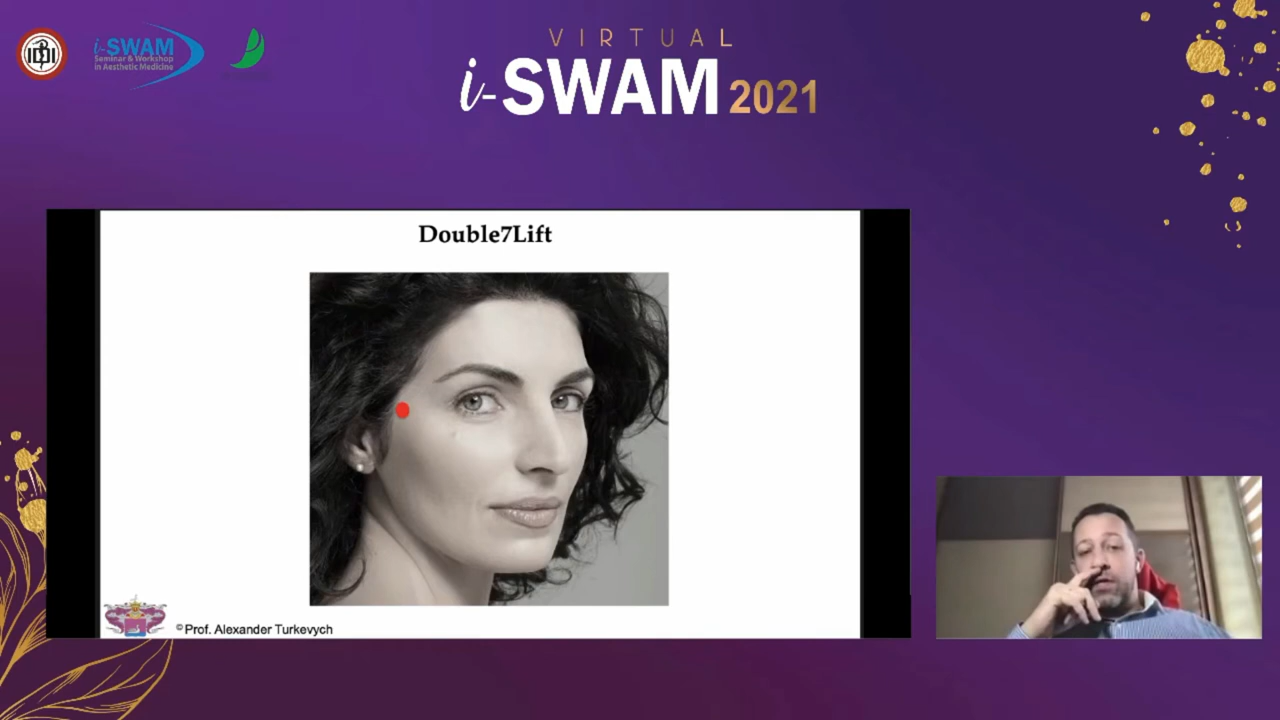 i-SWAM
Seminar & Workshop
in Aesthetic Medicine
VIRTUAL
i-SWAM 2021
Double7Lift
© Prof. Alexander Turkevych